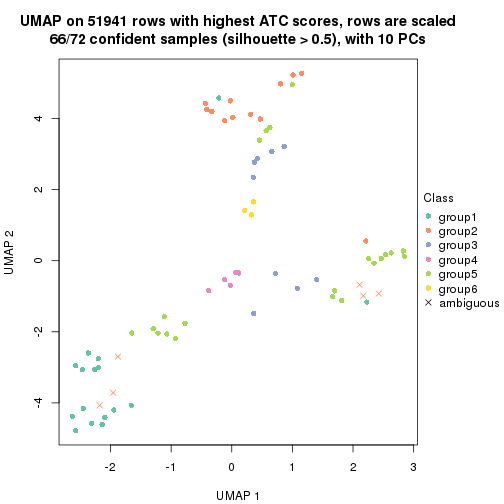 UMAP on 51941 rows with highest ATC scores, rows are scaled
66/72 confident samples (silhouette > 0.5), with 10 PCs
4
2
0
-2
-4
UMAP 2
-2
-1
0
1
2
3
UMAP 1
Class
group1
group2
group3
group4
group5
group6
ambiguous